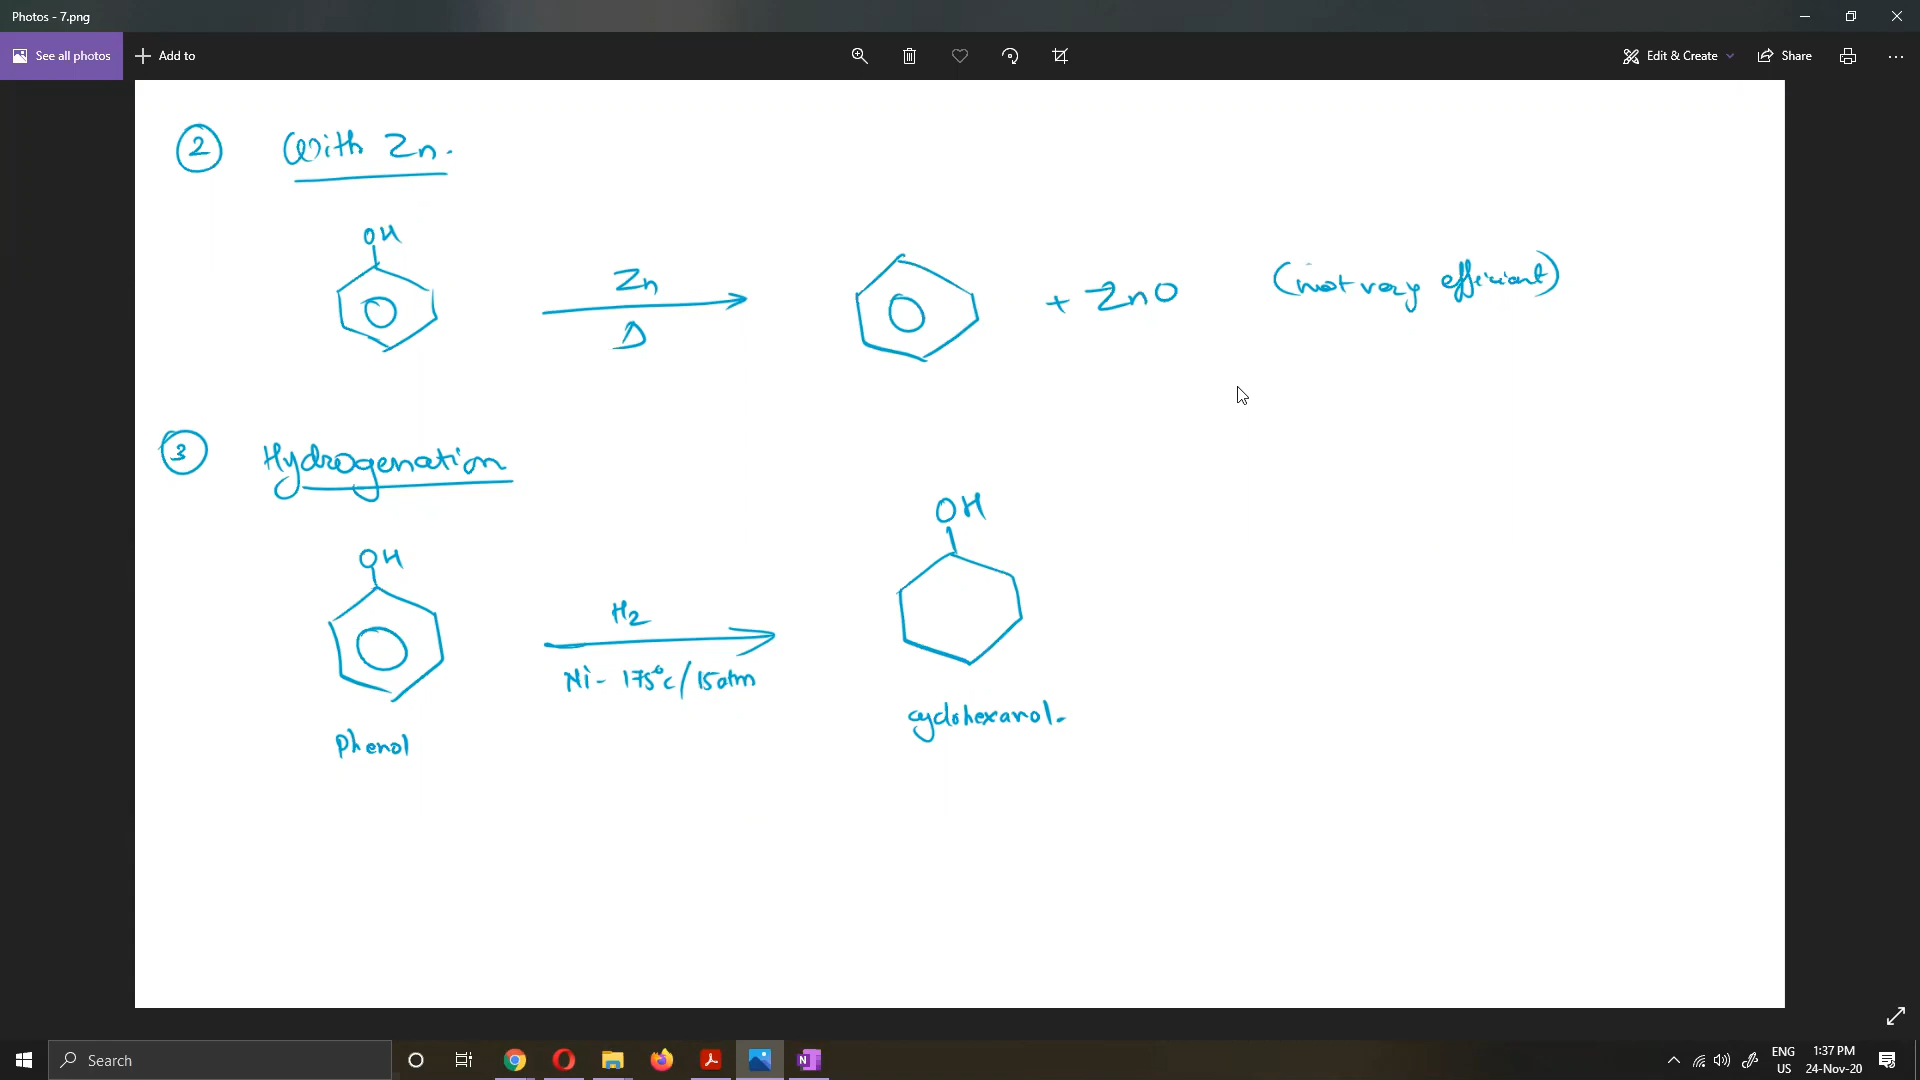 Photos - 7.png
See all photos
Add to
Edit & Create
Share
2 With Zn.
OH
Zn
Δ
+ ZnO
(not very efficient)
3 Hydrogenation
OH
OH
H2
Ni - 175°c / 15atm
Phenol
cyclohexanol.
Search
ENG
US
1:37 PM
24-Nov-20